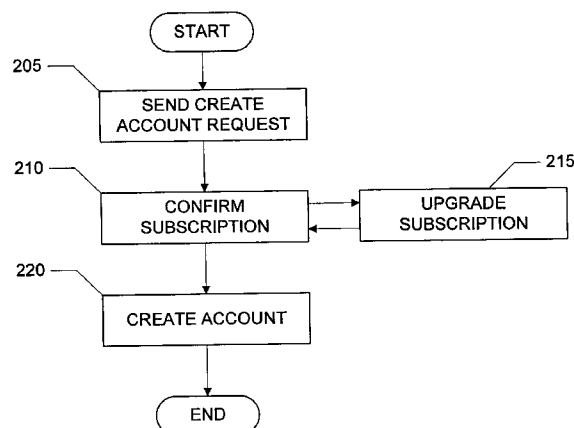 START
205
SEND CREATE
ACCOUNT REQUEST
210
215
CONFIRM
SUBSCRIPTION
UPGRADE
SUBSCRIPTION
220
CREATE ACCOUNT
END